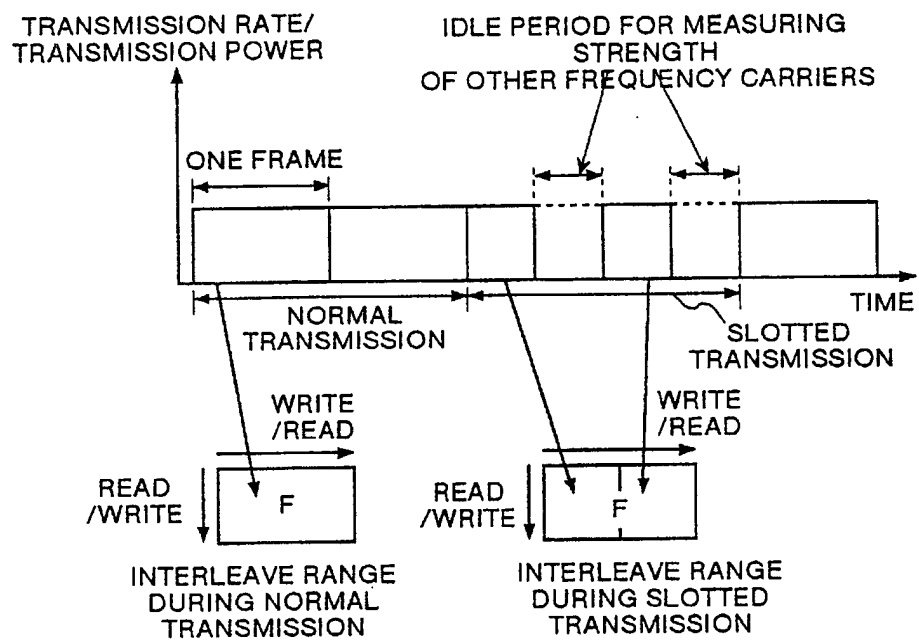 TRANSMISSION RATE/
TRANSMISSION POWER
IDLE PERIOD FOR MEASURING
STRENGTH
OF OTHER FREQUENCY CARRIERS
ONE FRAME
TIME
NORMAL
TRANSMISSION
SLOTTED
TRANSMISSION
WRITE
/READ
READ
/WRITE
F
INTERLEAVE RANGE
DURING NORMAL
TRANSMISSION
WRITE
/READ
READ
/WRITE
F
INTERLEAVE RANGE
DURING SLOTTED
TRANSMISSION